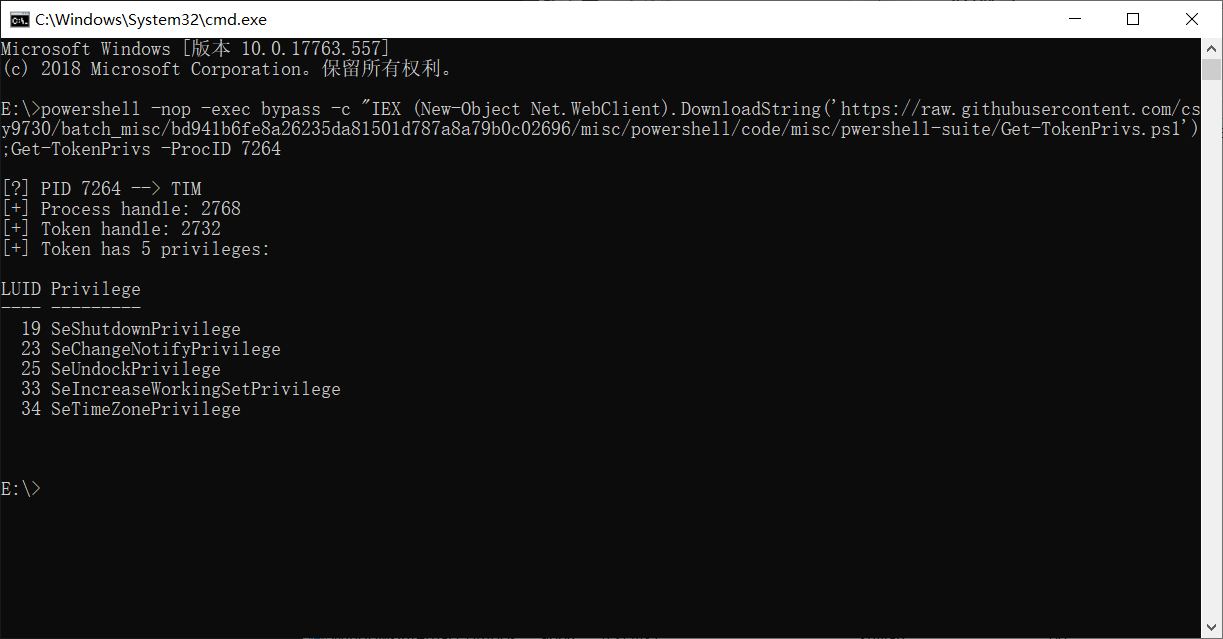 C:\Windows\System32\cmd.exe
Microsoft Windows [版本 10.0.17763.557]
(c) 2018 Microsoft Corporation。保留所有权利。
E:\>powershell -nop -exec bypass -c "IEX (New-Object Net.WebClient).DownloadString('https://raw.githubusercontent.com/cs
y9730/batch_misc/bd941b6fe8a26235da81501d787a8a79b0c02696/misc/powershell/code/misc/pwershell-suite/Get-TokenPrivs.ps1')
;Get-TokenPrivs -ProcID 7264
[?] PID 7264 --> TIM
[+] Process handle: 2768
[+] Token handle: 2732
[+] Token has 5 privileges:
LUID Privilege
---- ---------
19 SeShutdownPrivilege
23 SeChangeNotifyPrivilege
25 SeUndockPrivilege
33 SeIncreaseWorkingSetPrivilege
34 SeTimeZonePrivilege
E:\>